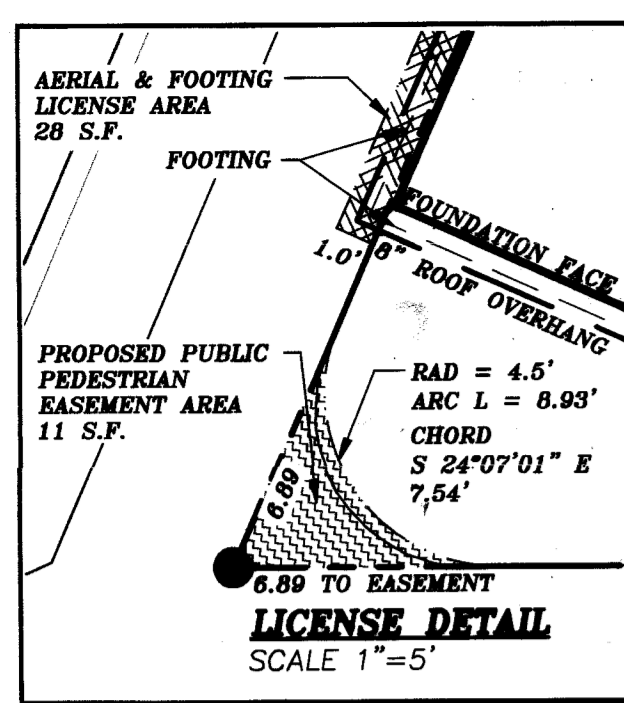 AERIAL & FOOTING
LICENSE AREA
28 S.F.
FOOTING
FOUNDATION FACE
1.0' 8" ROOF OVERHANG
PROPOSED PUBLIC
PEDESTRIAN
EASEMENT AREA
11 S.F.
RAD = 4.5'
ARC L = 8.93'
CHORD
S 24°07'01" E
7.54'
6.89
6.89 TO EASEMENT
LICENSE DETAIL
SCALE 1"=5'